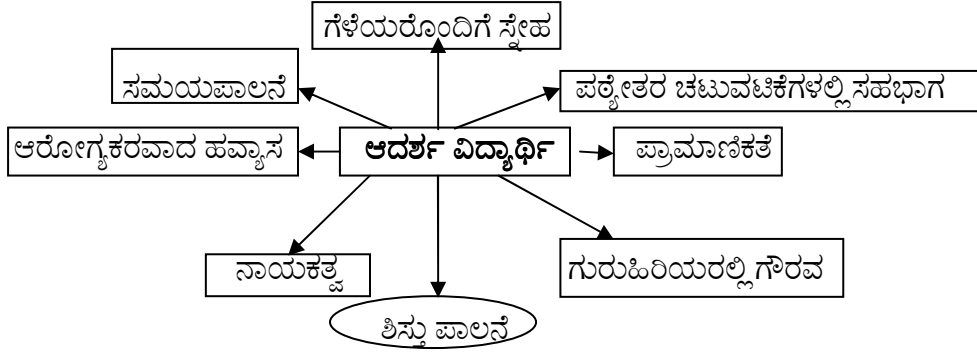 ಗೆಳೆಯರೊಂದಿಗೆ ಸ್ನೇಹ
ಸಮಯಪಾಲನೆ
ಪಠ್ಯೇತರ ಚಟುವಟಿಕೆಗಳಲ್ಲಿ ಸಹಭಾಗ
ಆರೋಗ್ಯಕರವಾದ ಹವ್ಯಾಸ
ಆದರ್ಶ ವಿದ್ಯಾರ್ಥಿ
ಪ್ರಾಮಾಣಿಕತೆ
ನಾಯಕತ್ವ
ಗುರುಹಿರಿಯರಲ್ಲಿ ಗೌರವ
ಶಿಸ್ತು ಪಾಲನೆ